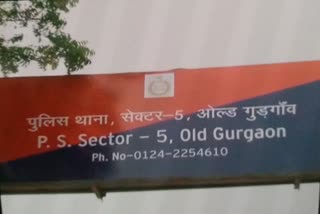 पुलिस थाना, सेक्टर-5, ओल्ड गुड़गाँव
P. S. Sector - 5, Old Gurgaon
Ph. No-0124-2254610